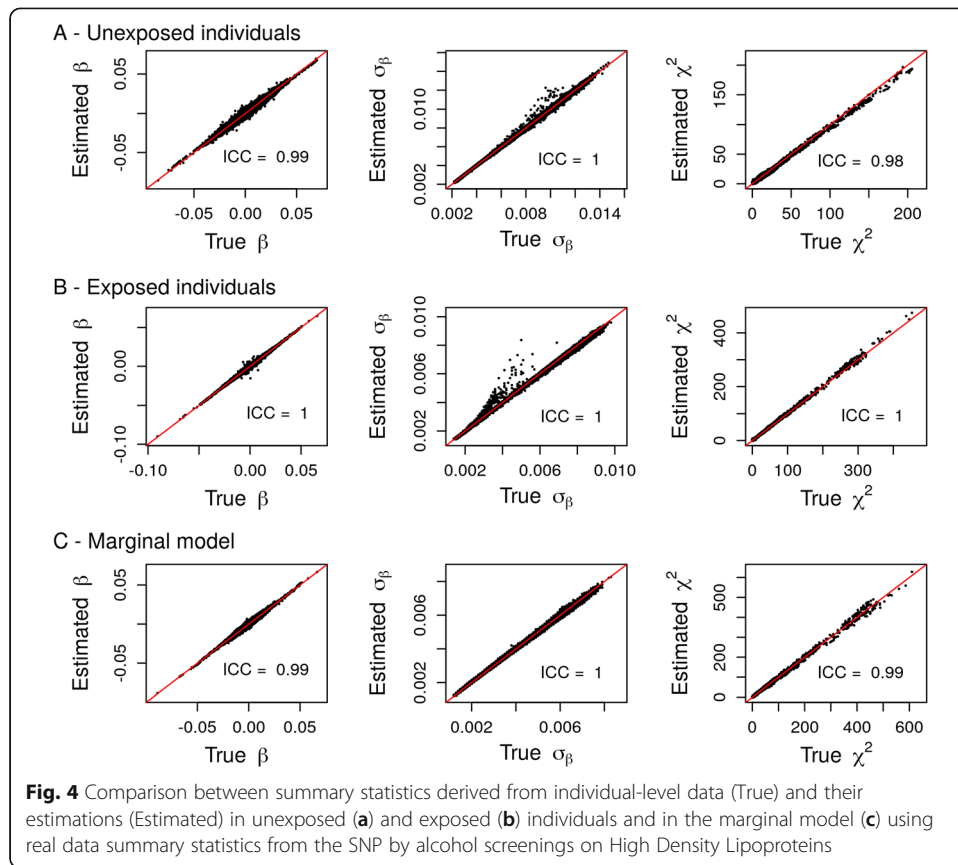 A - Unexposed individuals
Estimated β
0.05
-0.05
ICC = 0.99
-0.05 0.00 0.05
True β
Estimated σβ
0.010
0.002
ICC = 1
0.002 0.008 0.014
True σβ
Estimated χ²
150
50
0
ICC = 0.98
0 50 100 200
True χ²
B - Exposed individuals
Estimated β
0.00
-0.10
ICC = 1
-0.10 0.00 0.05
True β
Estimated σβ
0.010
0.006
0.002
ICC = 1
0.002 0.006 0.010
True σβ
Estimated χ²
400
200
0
ICC = 1
0 100 300
True χ²
C - Marginal model
Estimated β
0.05
-0.05
ICC = 0.99
-0.05 0.00 0.05
True β
Estimated σβ
0.006
0.002
ICC = 1
0.002 0.006
True σβ
Estimated χ²
500
200
0
ICC = 0.99
0 200 400 600
True χ²
Fig. 4 Comparison between summary statistics derived from individual-level data (True) and their
estimations (Estimated) in unexposed (a) and exposed (b) individuals and in the marginal model (c) using
real data summary statistics from the SNP by alcohol screenings on High Density Lipoproteins